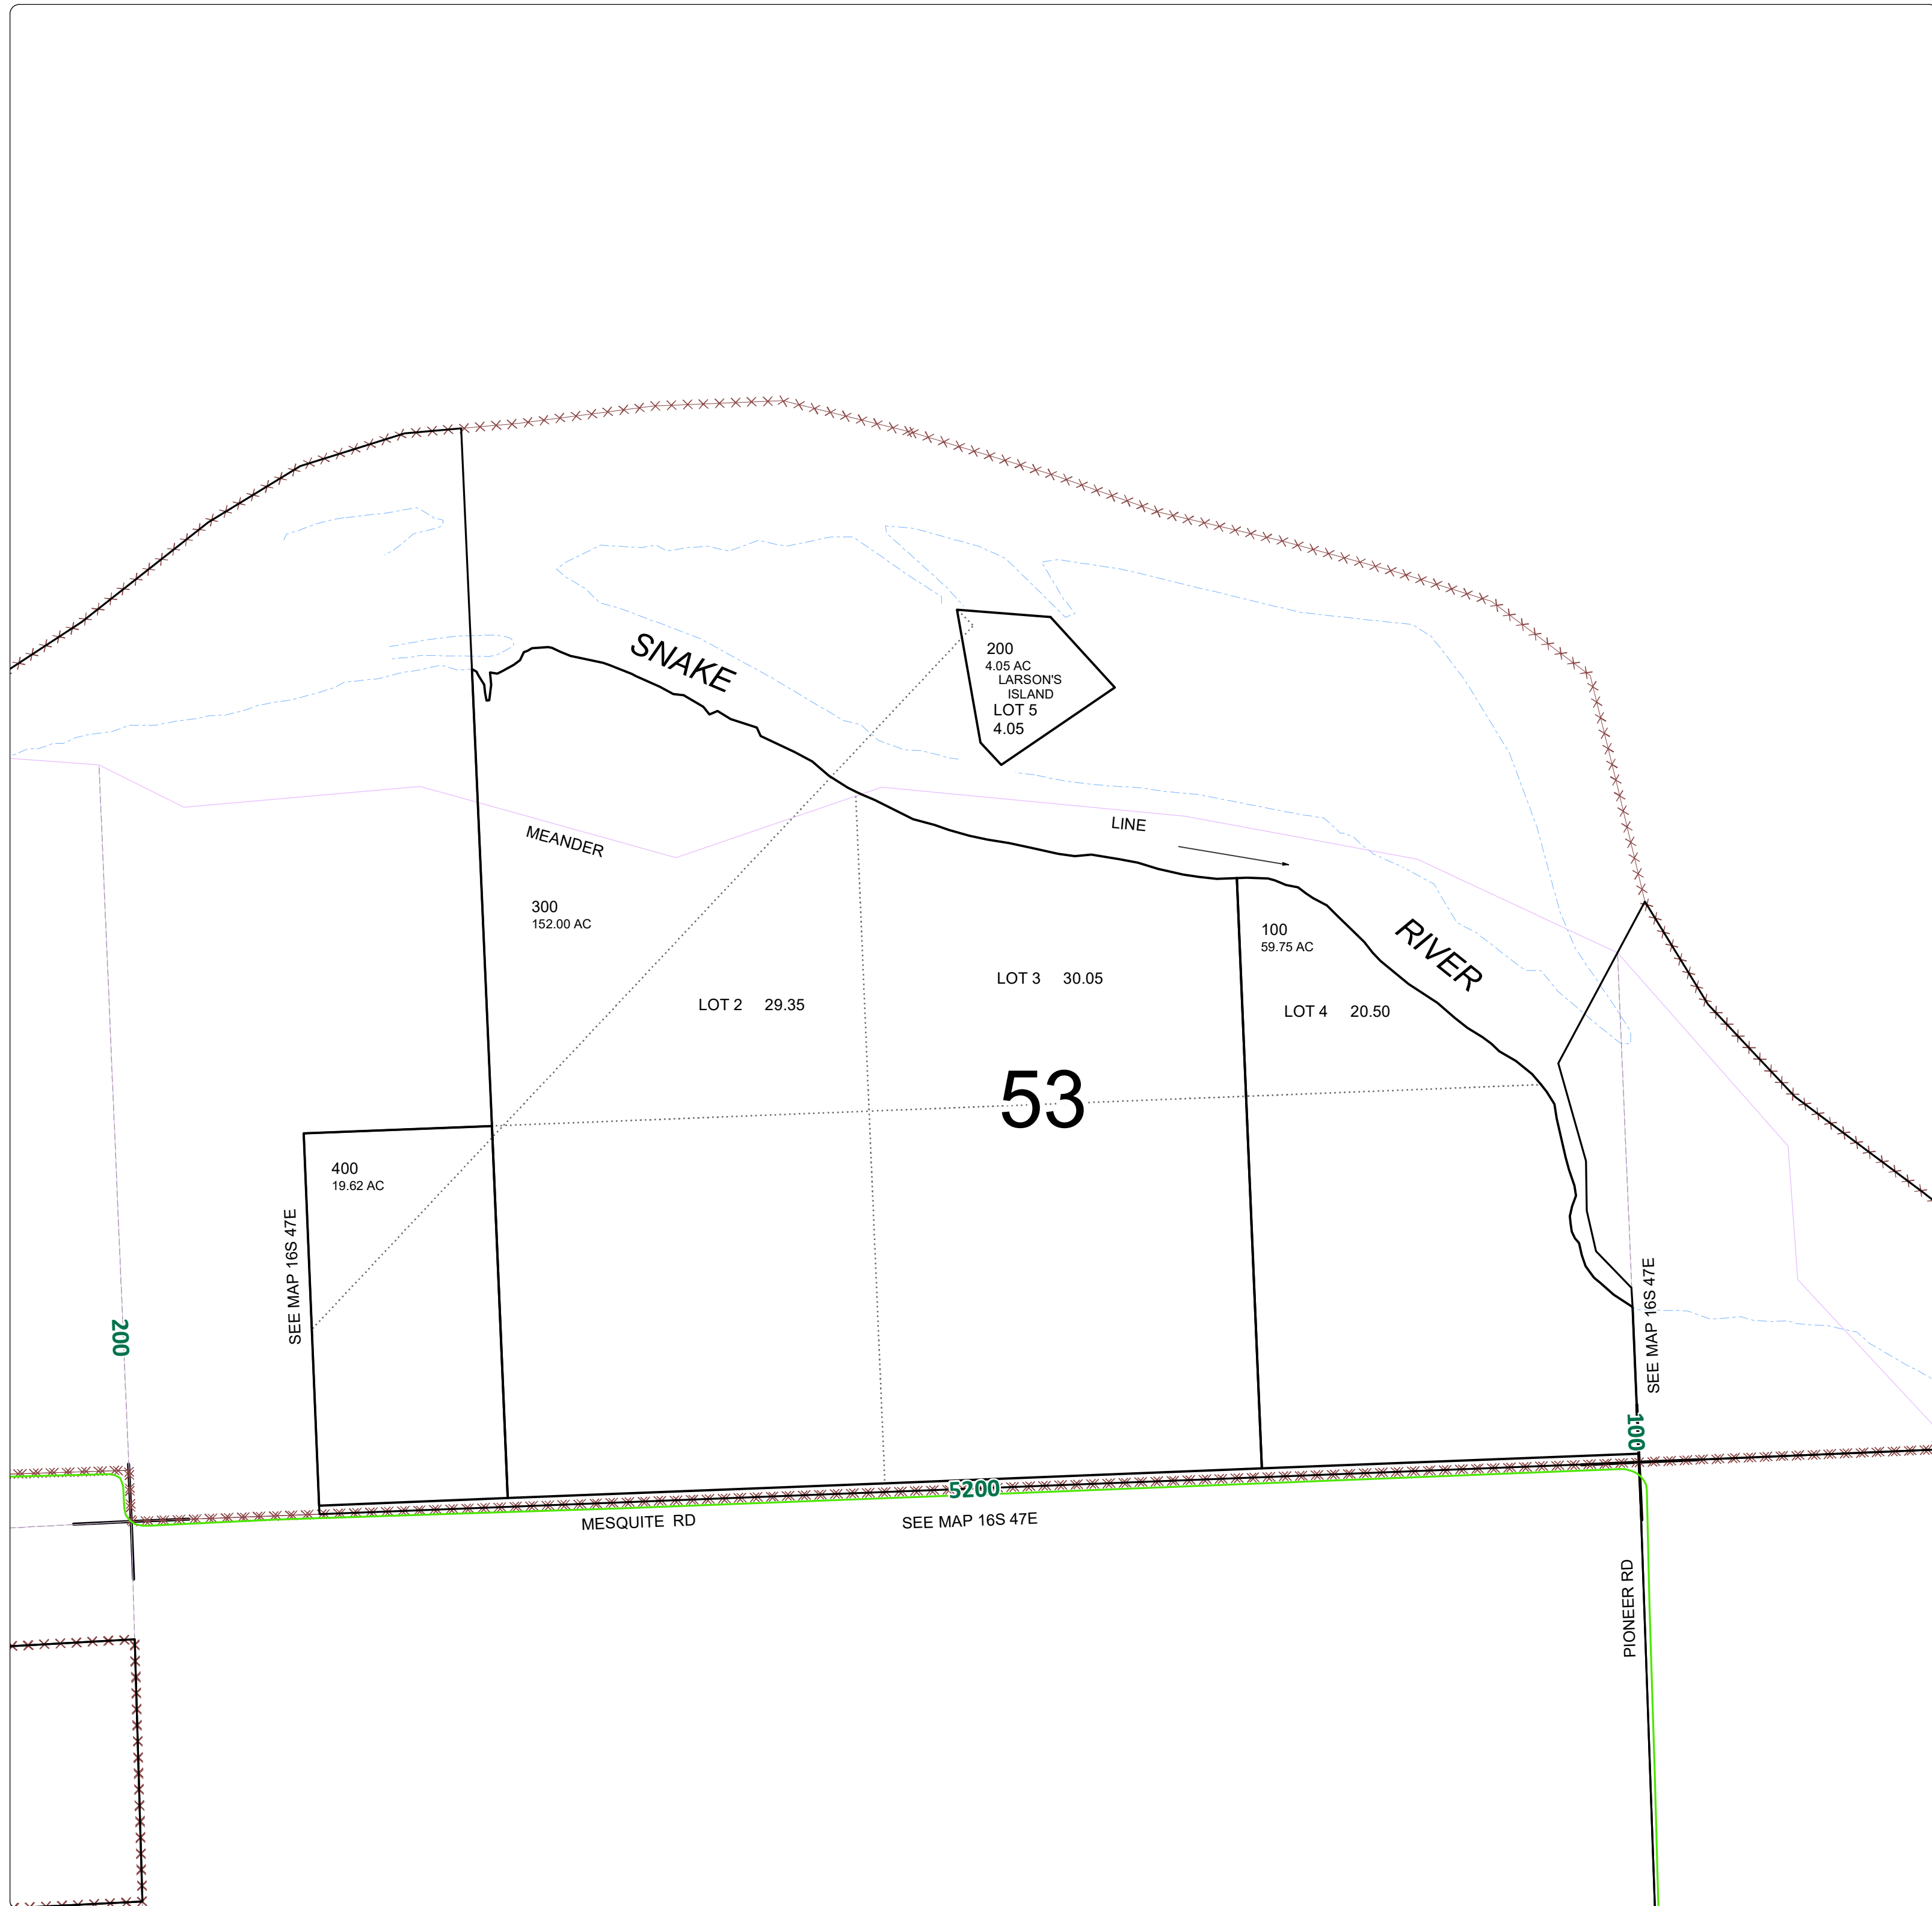 SNAKE
200
4.05 AC
LARSON'S
ISLAND
LOT 5
4.05
MEANDER
LINE
300
152.00 AC
100
59.75 AC
RIVER
LOT 3 30.05
LOT 2 29.35
LOT 4 20.50
53
400
19.62 AC
SEE MAP 16S 47E
SEE MAP 16S 47E
200
100
5200
MESQUITE RD
SEE MAP 16S 47E
PIONEER RD